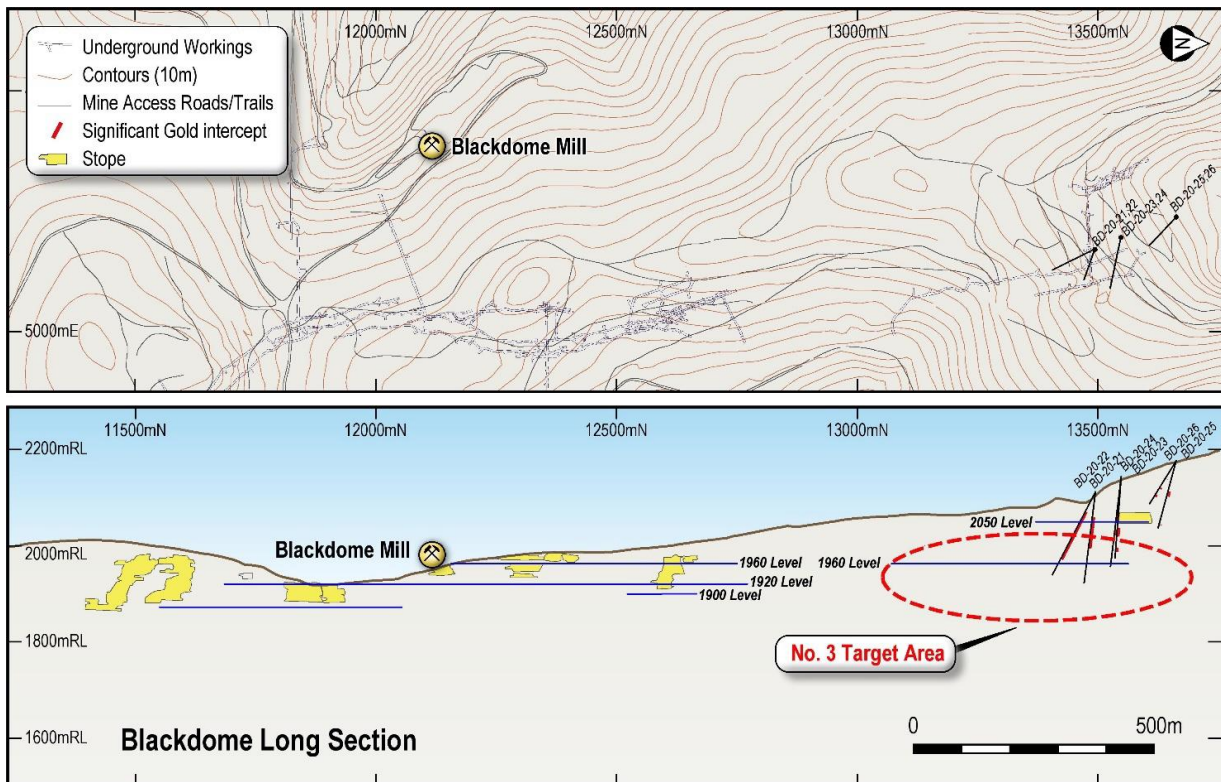 Underground Workings
Contours (10m)
Mine Access Roads/Trails
Significant Gold intercept
Stope
12000mN
12500mN
13000mN
13500mN
N
Blackdome Mill
BD-20-21,22
BD-20-23,24
BD-20-25,26
5000mE
11500mN
12000mN
12500mN
13000mN
13500mN
2200mRL
BD-20-22
BD-20-21
BD-20-24
BD-20-23
BD-20-26
BD-20-25
2050 Level
2000mRL
Blackdome Mill
1960 Level
1960 Level
1920 Level
1900 Level
1800mRL
No. 3 Target Area
1600mRL
Blackdome Long Section
0
500m